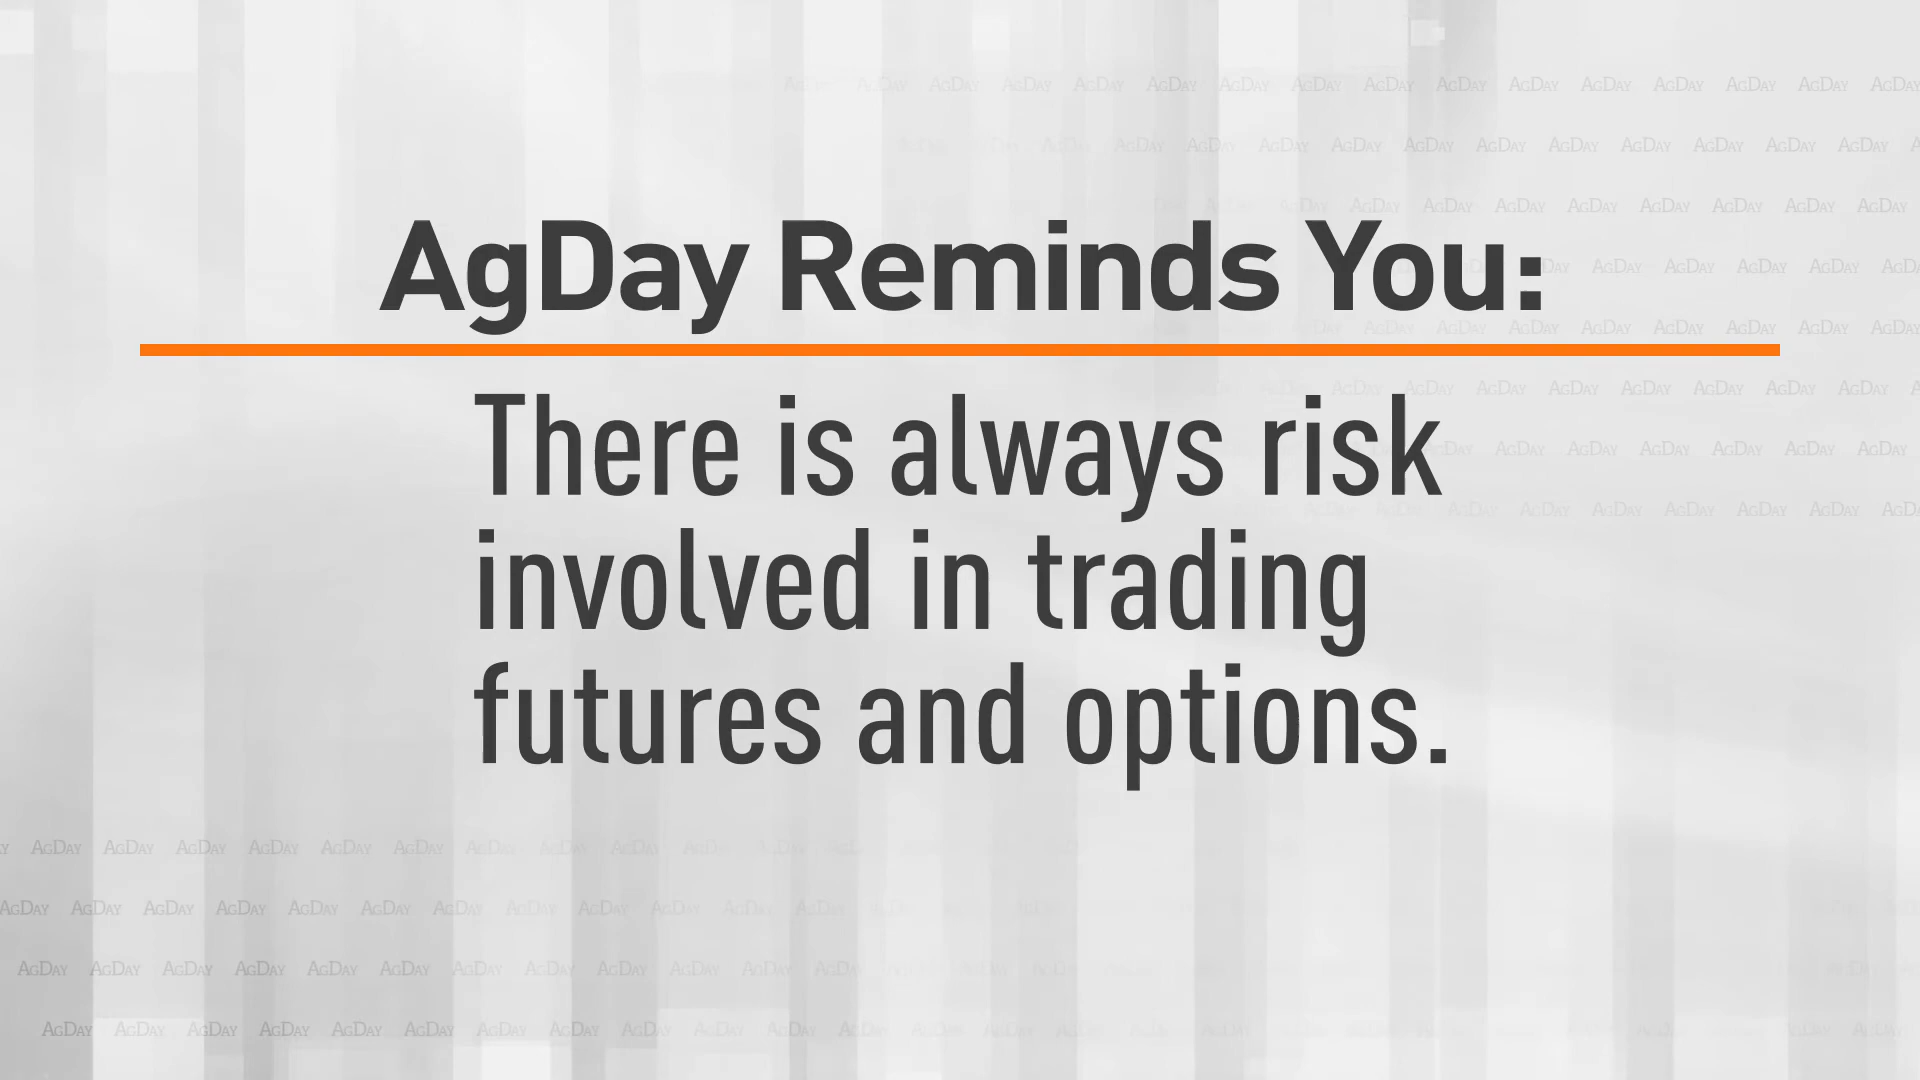 AgDay Reminds You:
There is always risk
involved in trading
futures and options.